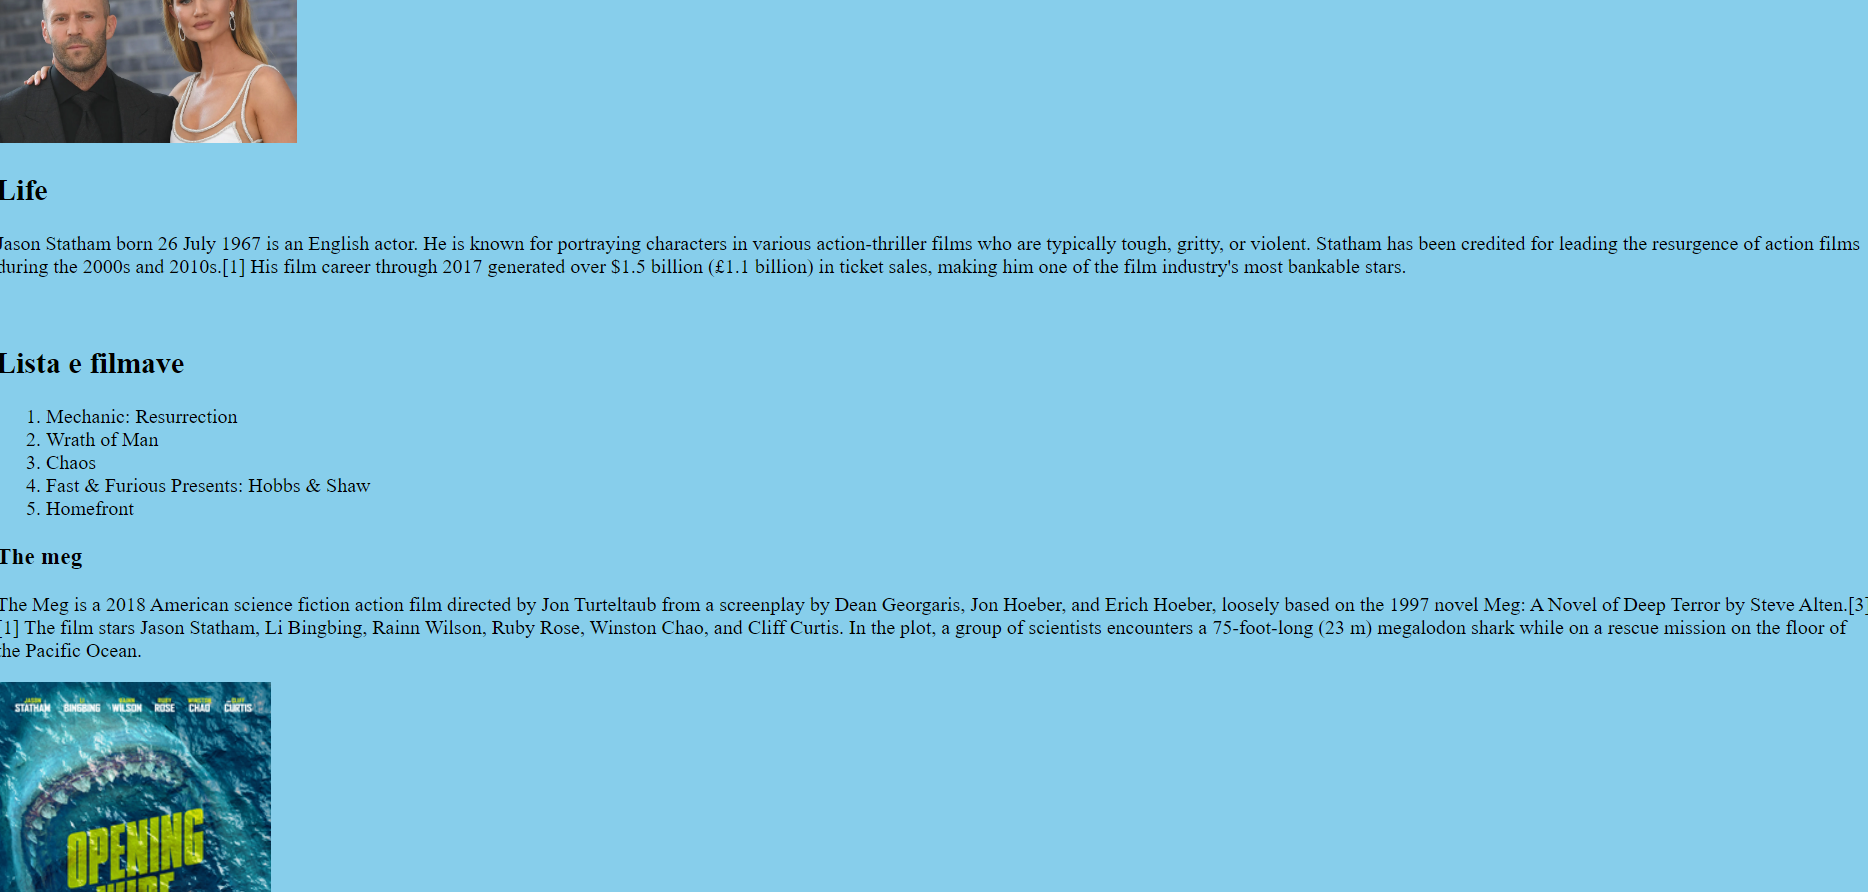 Life
Jason Statham born 26 July 1967 is an English actor. He is known for portraying characters in various action-thriller films who are typically tough, gritty, or violent. Statham has been credited for leading the resurgence of action films
during the 2000s and 2010s.[1] His film career through 2017 generated over $1.5 billion (£1.1 billion) in ticket sales, making him one of the film industry's most bankable stars.
Lista e filmave
1. Mechanic: Resurrection
2. Wrath of Man
3. Chaos
4. Fast & Furious Presents: Hobbs & Shaw
5. Homefront
The meg
The Meg is a 2018 American science fiction action film directed by Jon Turteltaub from a screenplay by Dean Georgaris, Jon Hoeber, and Erich Hoeber, loosely based on the 1997 novel Meg: A Novel of Deep Terror by Steve Alten.[3]
[1] The film stars Jason Statham, Li Bingbing, Rainn Wilson, Ruby Rose, Winston Chao, and Cliff Curtis. In the plot, a group of scientists encounters a 75-foot-long (23 m) megalodon shark while on a rescue mission on the floor of
the Pacific Ocean.
JASON LI RAINN RUBY WINSTON CLIFF
STATHAM BINGBING WILSON ROSE CHAO CURTIS
OPENING
WIDE